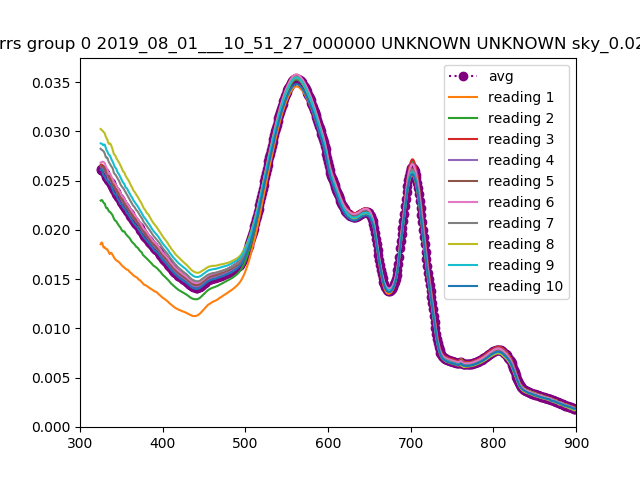 rrs group 0 2019_08_01___10_51_27_000000 UNKNOWN UNKNOWN sky_0.02
avg
reading 1
reading 2
reading 3
reading 4
reading 5
reading 6
reading 7
reading 8
reading 9
reading 10
0.035
0.030
0.025
0.020
0.015
0.010
0.005
0.000
300 400 500 600 700 800 900